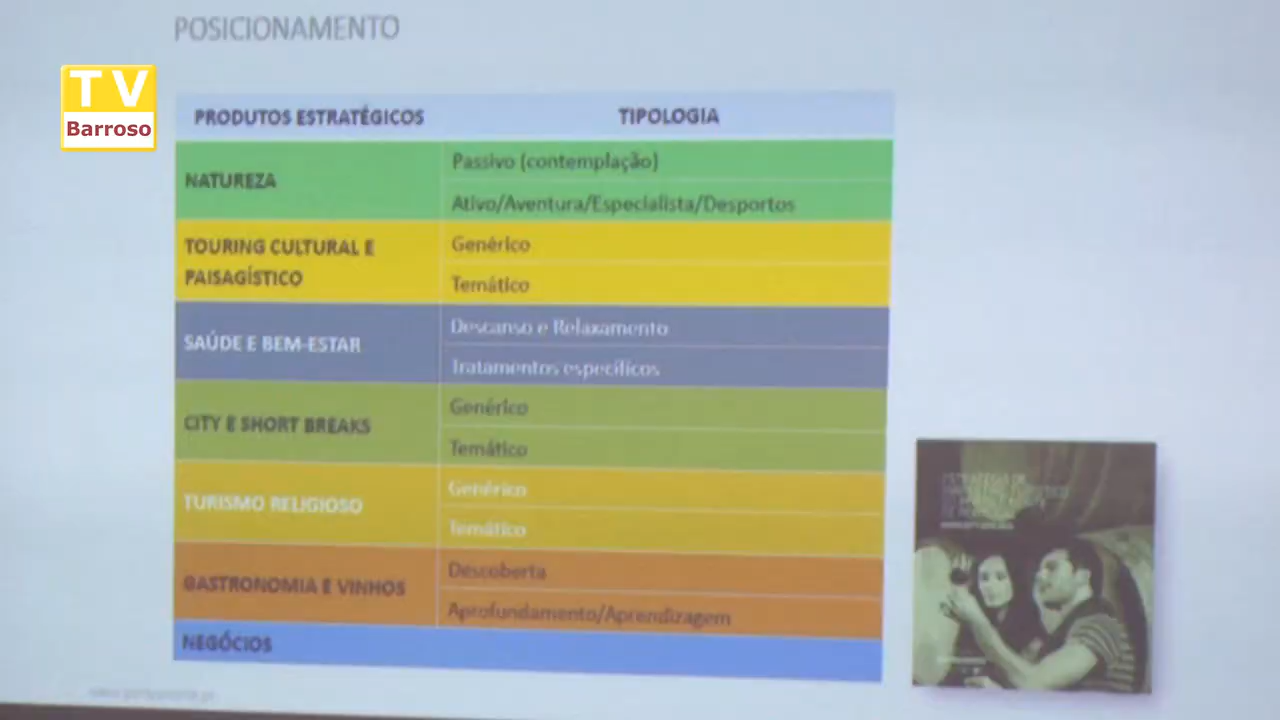 POSICIONAMENTO
TV
Barroso
PRODUTOS ESTRATÉGICOS
TIPOLOGIA
NATUREZA
Passivo (contemplação)
Ativo/Aventura/Especialista/Desportos
TOURING CULTURAL E
PAISAGÍSTICO
Genérico
Temático
SAÚDE E BEM-ESTAR
Descanso e Relaxamento
Tratamentos específicos
CITY E SHORT BREAKS
Genérico
Temático
TURISMO RELIGIOSO
Genérico
Temático
GASTRONOMIA E VINHOS
Descoberta
Aprofundamento/Aprendizagem
NEGÓCIOS